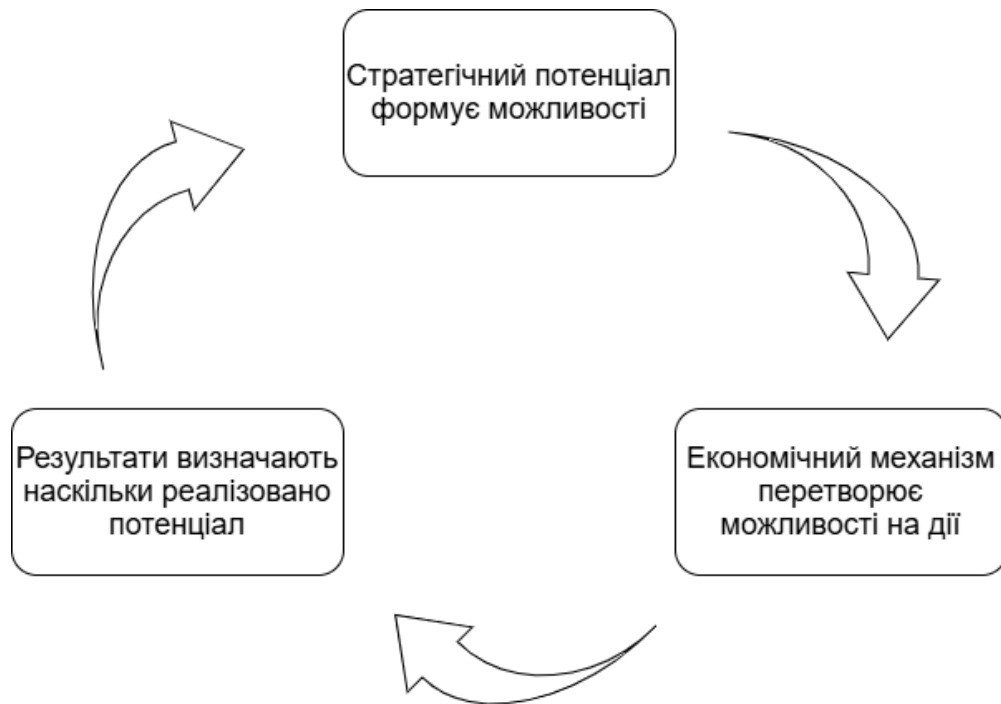 Стратегічний потенціал
формує можливості
Економічний механізм
перетворює
можливості на дії
Результати визначають
наскільки реалізовано
потенціал